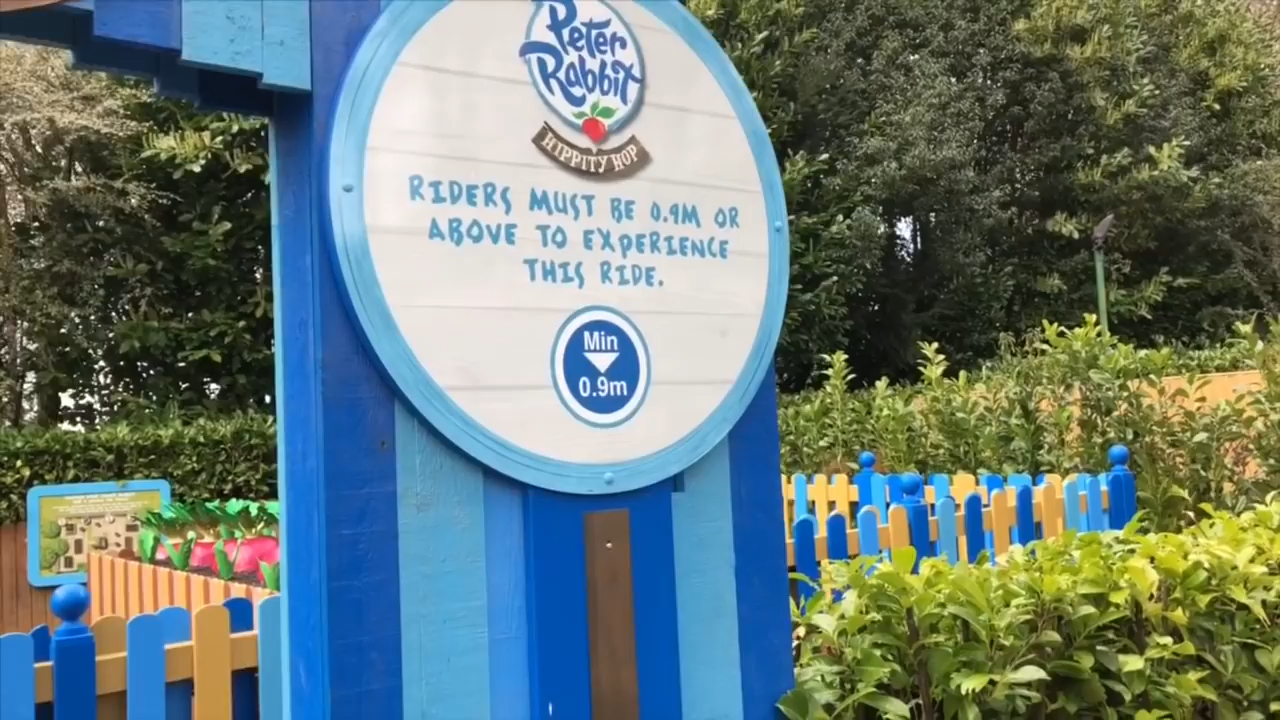 Peter
Rabbit
HIPPITY HOP
RIDERS MUST BE 0.9M OR
ABOVE TO EXPERIENCE
THIS RIDE.
Min
0.9m